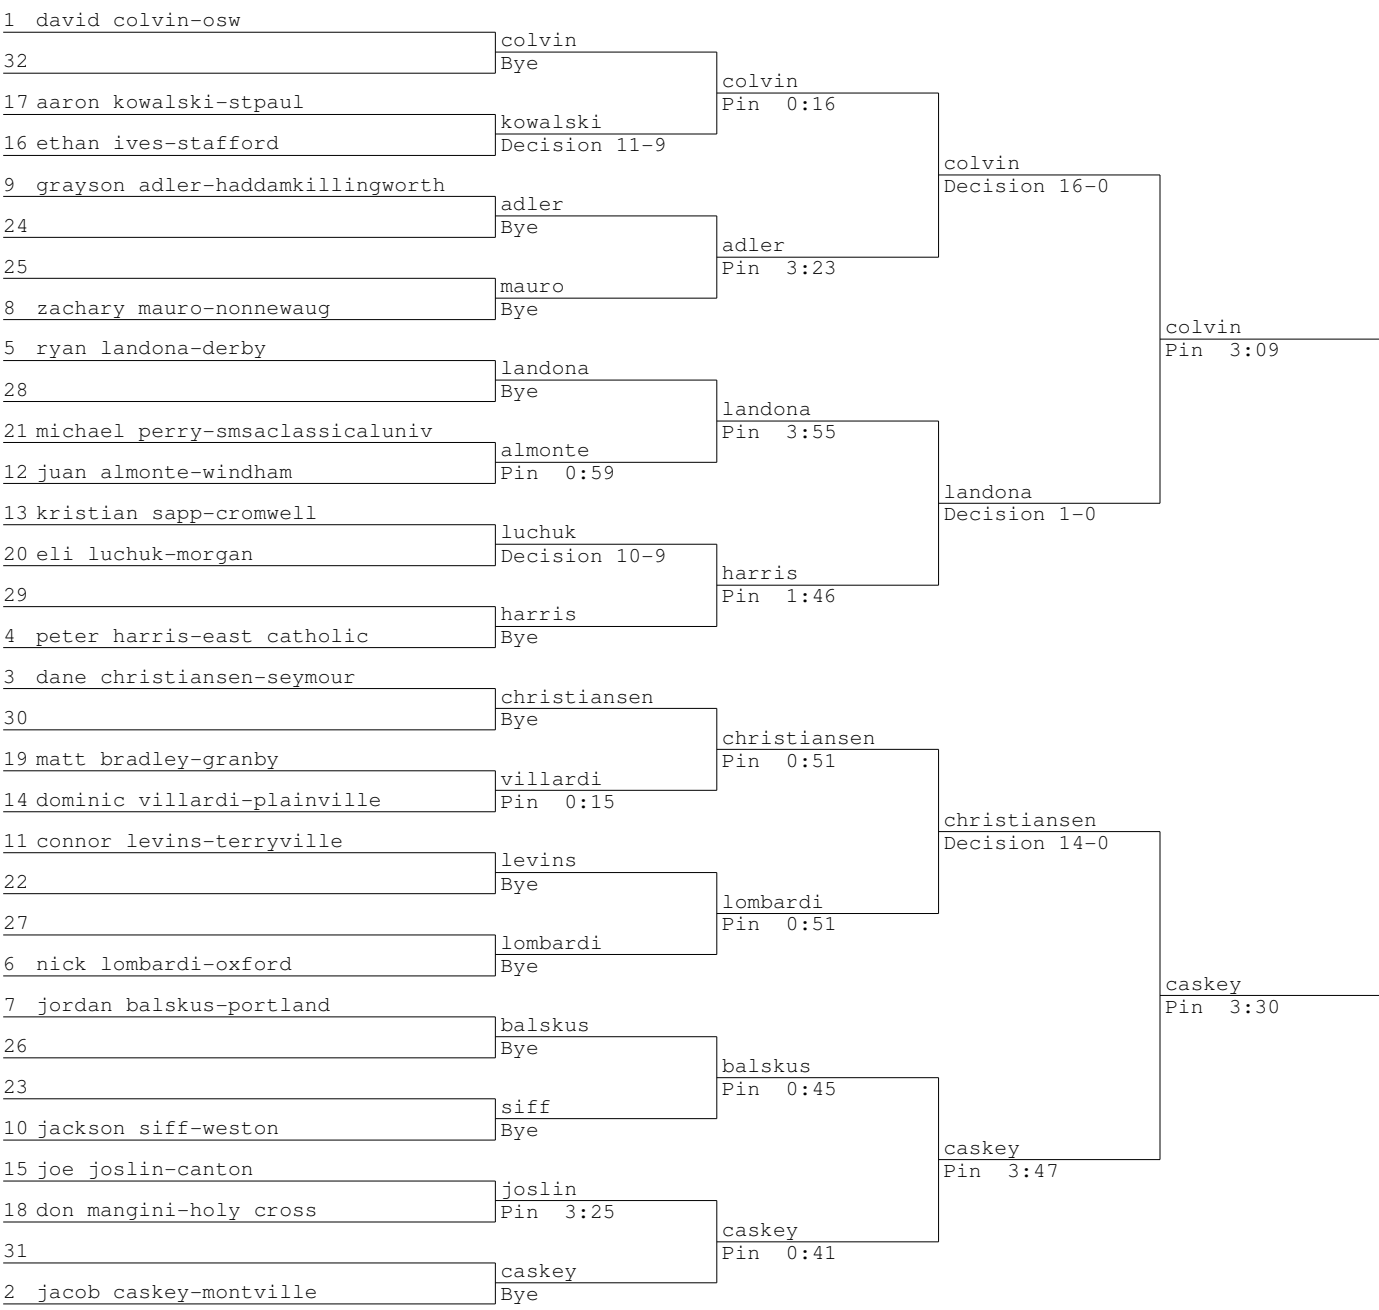 1 david colvin-osw
32
17 aaron kowalski-stpaul
16 ethan ives-stafford
9 grayson adler-haddamkillingworth
24
25
8 zachary mauro-nonnewaug
5 ryan landona-derby
28
21 michael perry-smsaclassicaluniv
12 juan almonte-windham
13 kristian sapp-cromwell
20 eli luchuk-morgan
29
4 peter harris-east catholic
3 dane christiansen-seymour
30
19 matt bradley-granby
14 dominic villardi-plainville
11 connor levins-terryville
22
27
6 nick lombardi-oxford
7 jordan balskus-portland
26
23
10 jackson siff-weston
15 joe joslin-canton
18 don mangini-holy cross
31
2 jacob caskey-montville
colvin
Bye
kowalski
Decision 11-9
adler
Bye
mauro
Bye
landona
Bye
almonte
Pin 0:59
luchuk
Decision 10-9
harris
Bye
christiansen
Bye
villardi
Pin 0:15
levins
Bye
lombardi
Bye
balskus
Bye
siff
Bye
joslin
Pin 3:25
caskey
Bye
colvin
Pin 0:16
adler
Pin 3:23
landona
Pin 3:55
harris
Pin 1:46
christiansen
Pin 0:51
lombardi
Pin 0:51
balskus
Pin 0:45
caskey
Pin 0:41
colvin
Decision 16-0
landona
Decision 1-0
christiansen
Decision 14-0
caskey
Pin 3:47
colvin
Pin 3:09
caskey
Pin 3:30